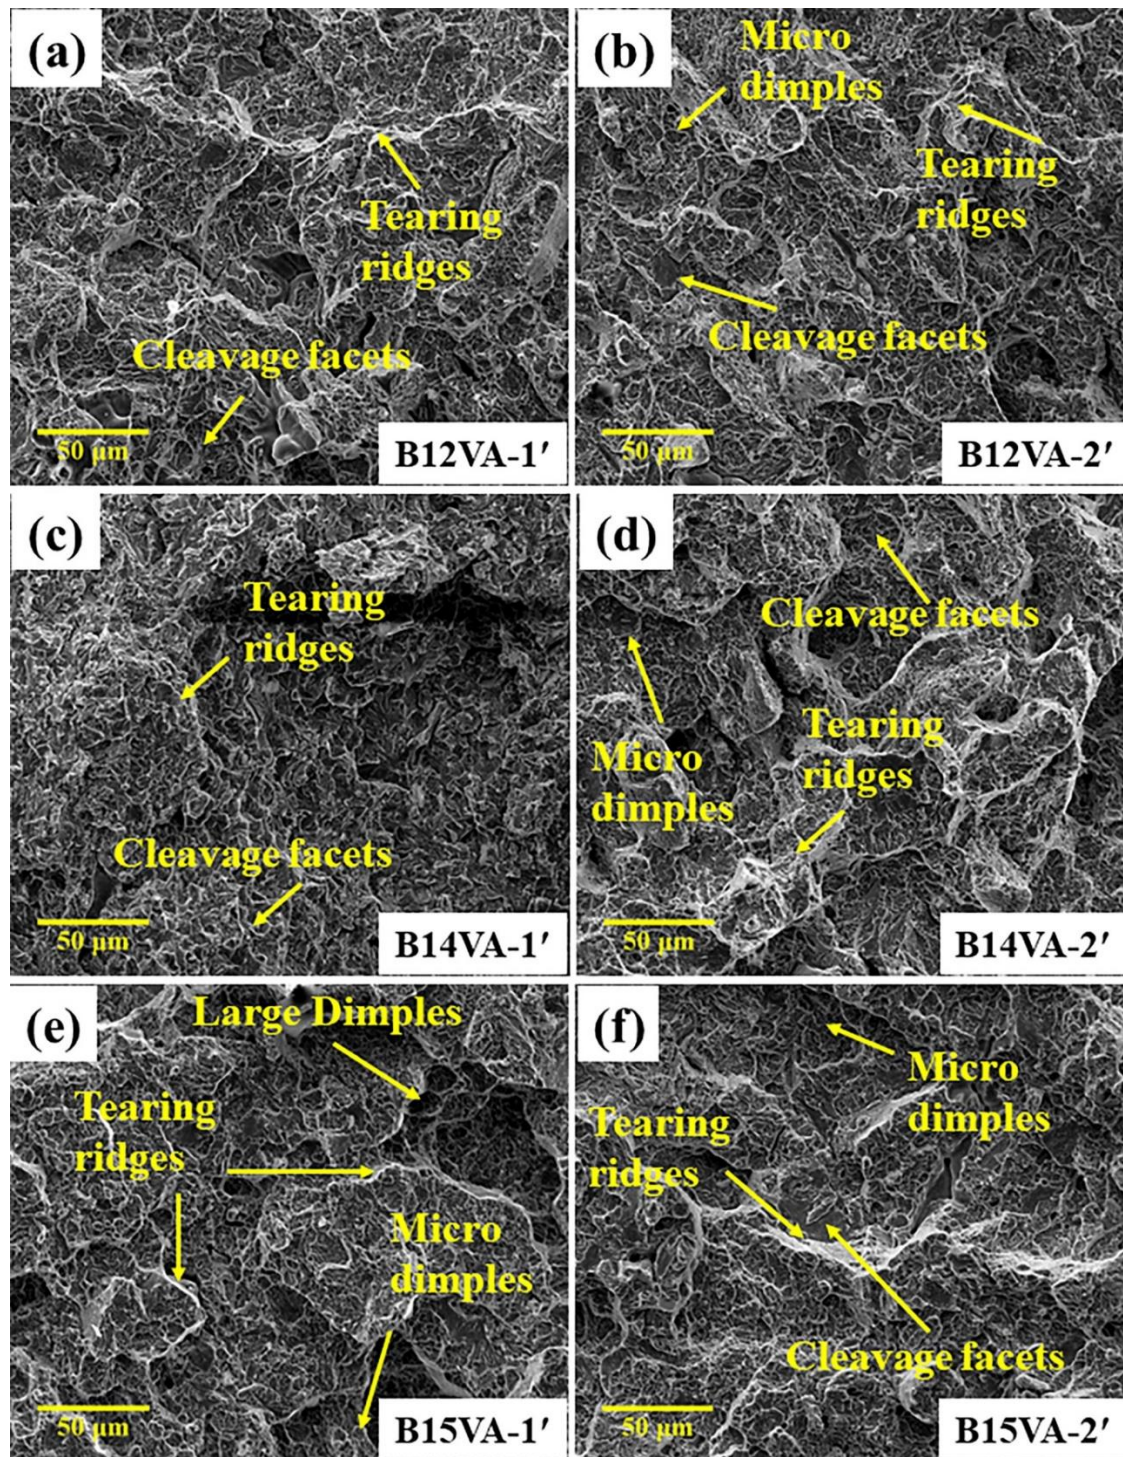 (a)
Tearing
ridges
Cleavage facets
50 μm
B12VA-1′
(b)
Micro
dimples
Tearing
ridges
Cleavage facets
50 μm
B12VA-2′
(c)
Tearing
ridges
Cleavage facets
50 μm
B14VA-1′
(d)
Cleavage facets
Micro
dimples
Tearing
ridges
50 μm
B14VA-2′
(e)
Large Dimples
Tearing
ridges
Micro
dimples
50 μm
B15VA-1′
(f)
Micro
dimples
Tearing
ridges
Cleavage facets
50 μm
B15VA-2′